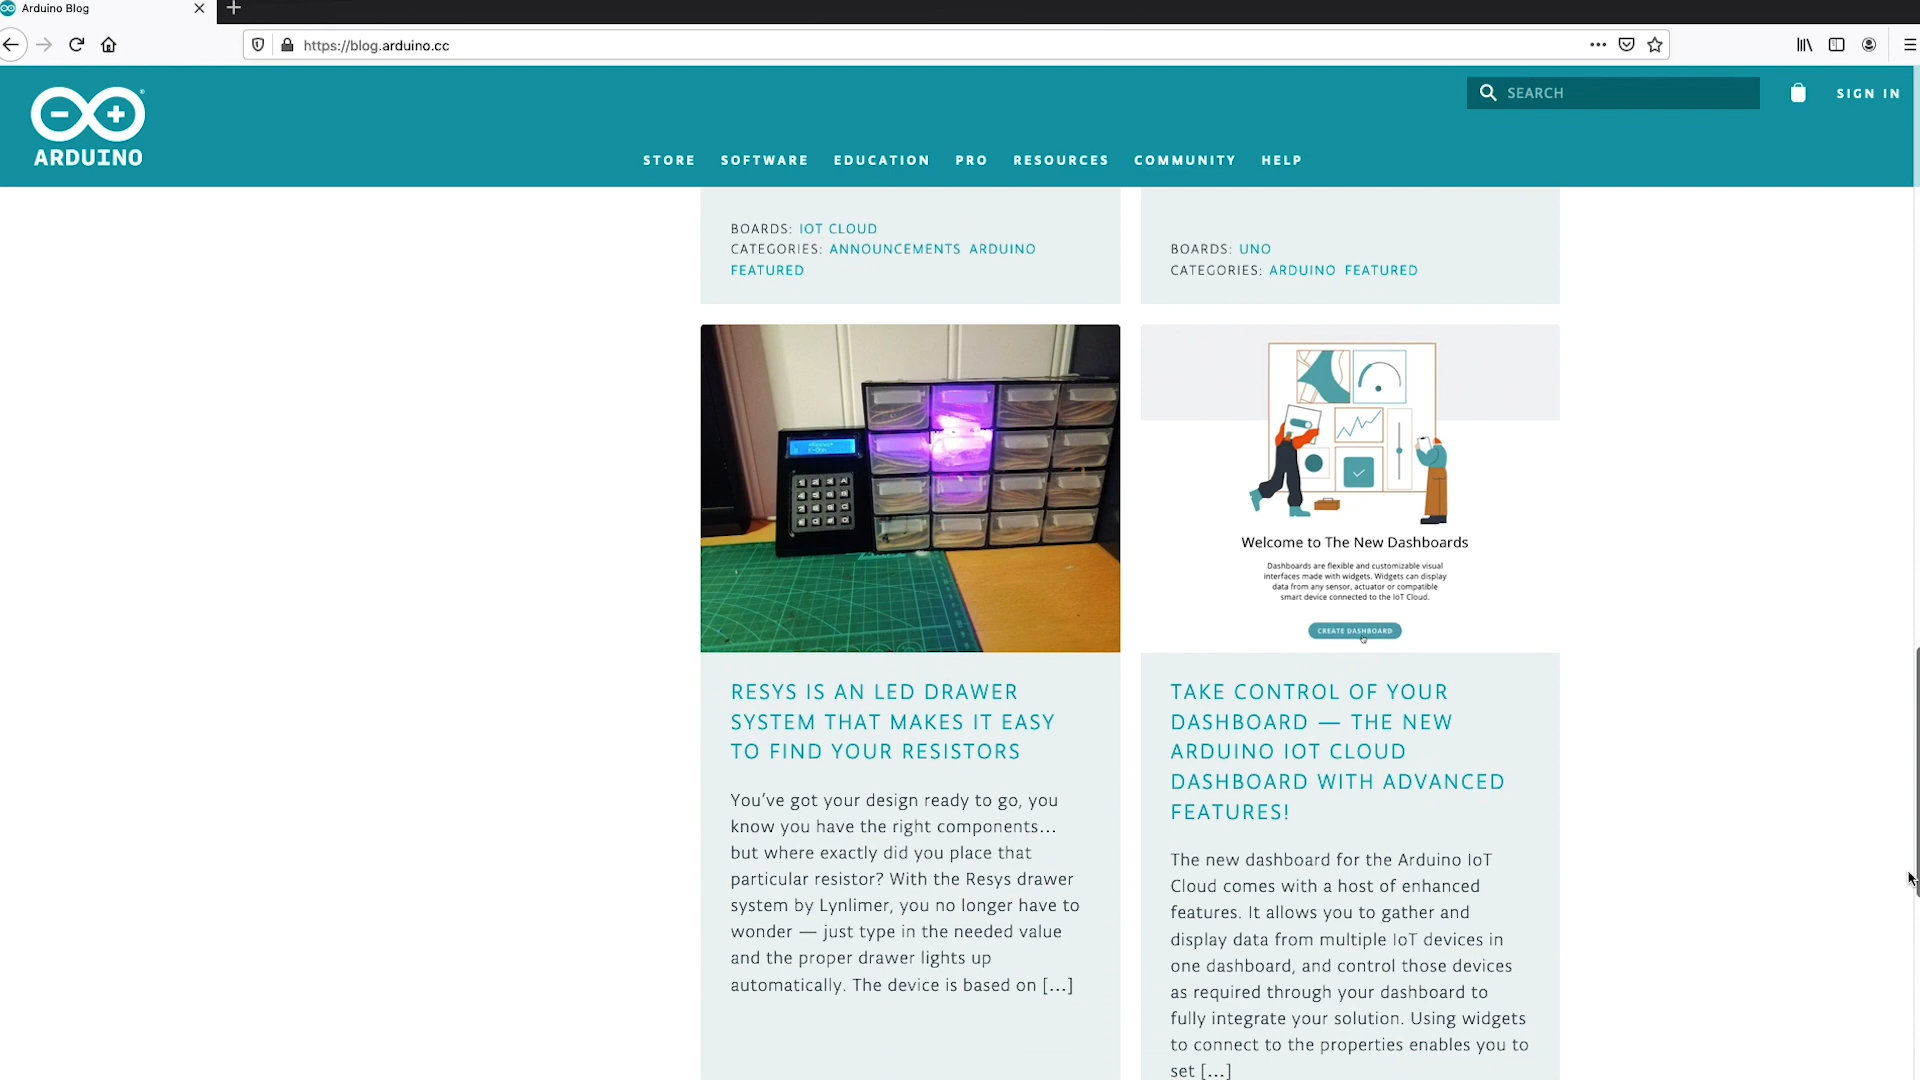 Arduino Blog
https://blog.arduino.cc
SEARCH
SIGN IN
ARDUINO
STORE SOFTWARE EDUCATION PRO RESOURCES COMMUNITY HELP
BOARDS: IOT CLOUD
CATEGORIES: ANNOUNCEMENTS ARDUINO
FEATURED
BOARDS: UNO
CATEGORIES: ARDUINO FEATURED
RESYS IS AN LED DRAWER
SYSTEM THAT MAKES IT EASY
TO FIND YOUR RESISTORS
You’ve got your design ready to go, you
know you have the right components…
but where exactly did you place that
particular resistor? With the Resys drawer
system by Lynlimer, you no longer have to
wonder — just type in the needed value
and the proper drawer lights up
automatically. The device is based on […]
Welcome to The New Dashboards
Dashboards are flexible and customizable visual
interfaces made with widgets. Widgets can display
data from any sensor, actuator or compatible
smart device connected to the IoT Cloud.
CREATE DASHBOARD
TAKE CONTROL OF YOUR
DASHBOARD — THE NEW
ARDUINO IOT CLOUD
DASHBOARD WITH ADVANCED
FEATURES!
The new dashboard for the Arduino IoT
Cloud comes with a host of enhanced
features. It allows you to gather and
display data from multiple IoT devices in
one dashboard, and control those devices
as required through your dashboard to
fully integrate your solution. Using widgets
to connect to the properties enables you to
set […]